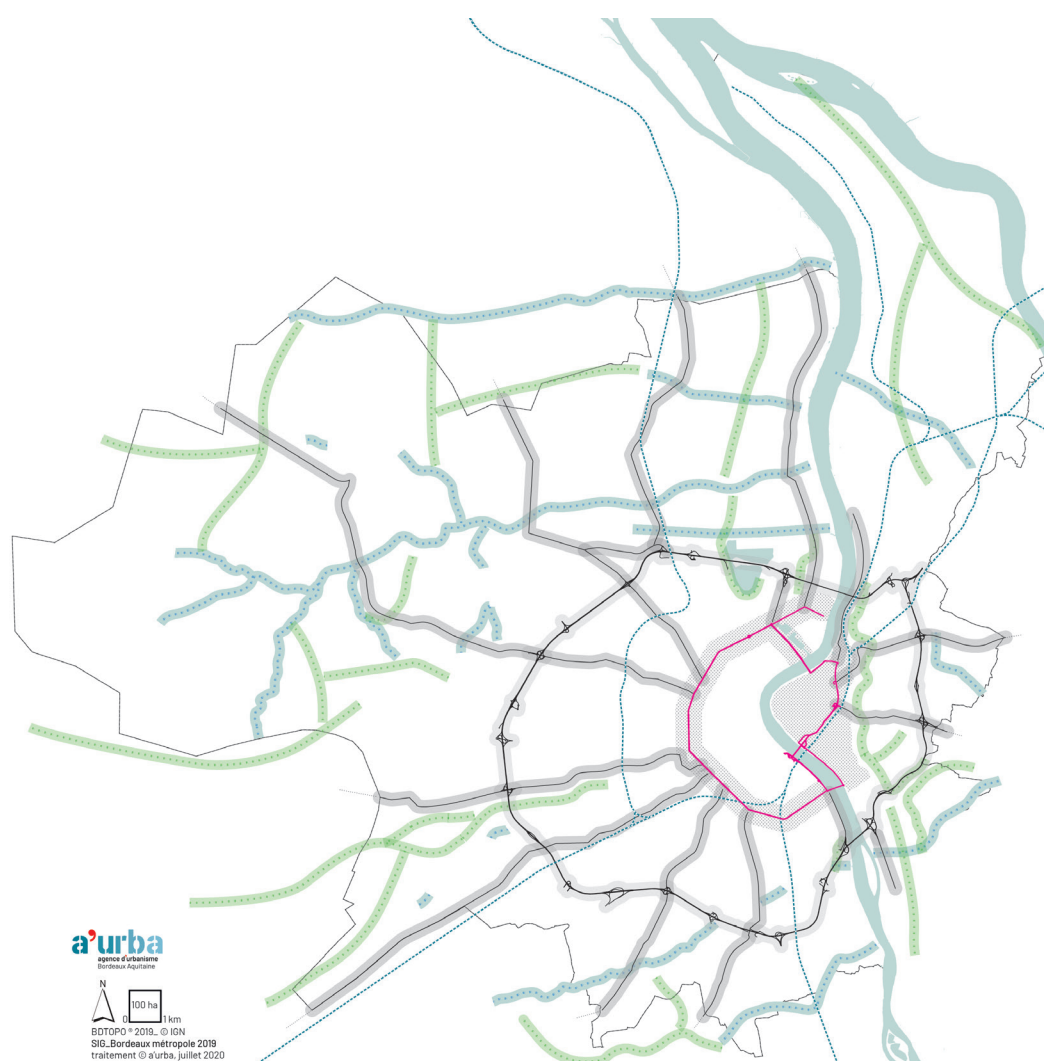 a'urba
agence d'urbanisme
Bordeaux Aquitaine
N
100 ha
0 1 km
BDTOPO ® 2019_ © IGN
SIG_Bordeaux métropole 2019
traitement © a'urba, juillet 2020